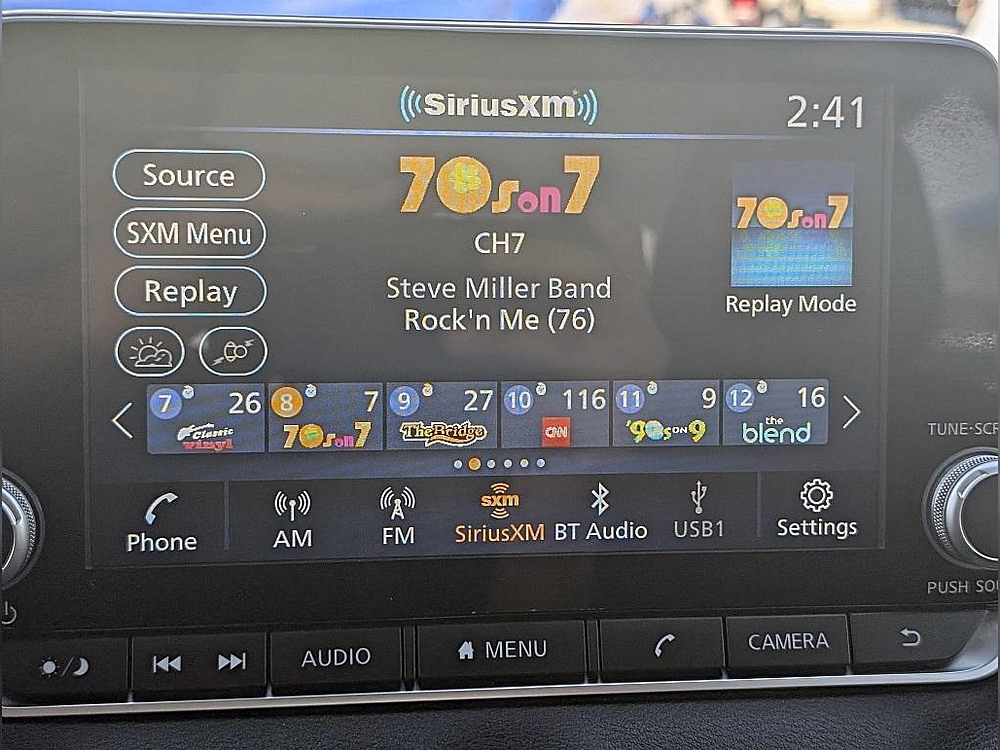 SiriusXM
2:41
Source
SXM Menu
Replay
70s on 7
CH7
Steve Miller Band
Rock'n Me (76)
70s on 7
Replay Mode
7 26
Classic Vinyl
8 7
70s on 7
9 27
The Bridge
10 116
CNN
11 9
'90s ON 9
12 16
the blend
TUNE·SCR
Phone
AM
FM
sxm
SiriusXM
BT Audio
USB1
Settings
PUSH SOU
AUDIO
MENU
CAMERA